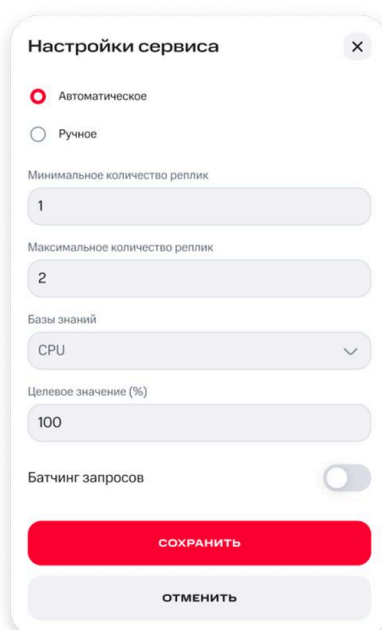 Настройки сервиса
Автоматическое
Ручное
Минимальное количество реплик
1
Максимальное количество реплик
2
Базы знаний
CPU
Целевое значение (%)
100
Батчинг запросов
СОХРАНИТЬ
ОТМЕНИТЬ